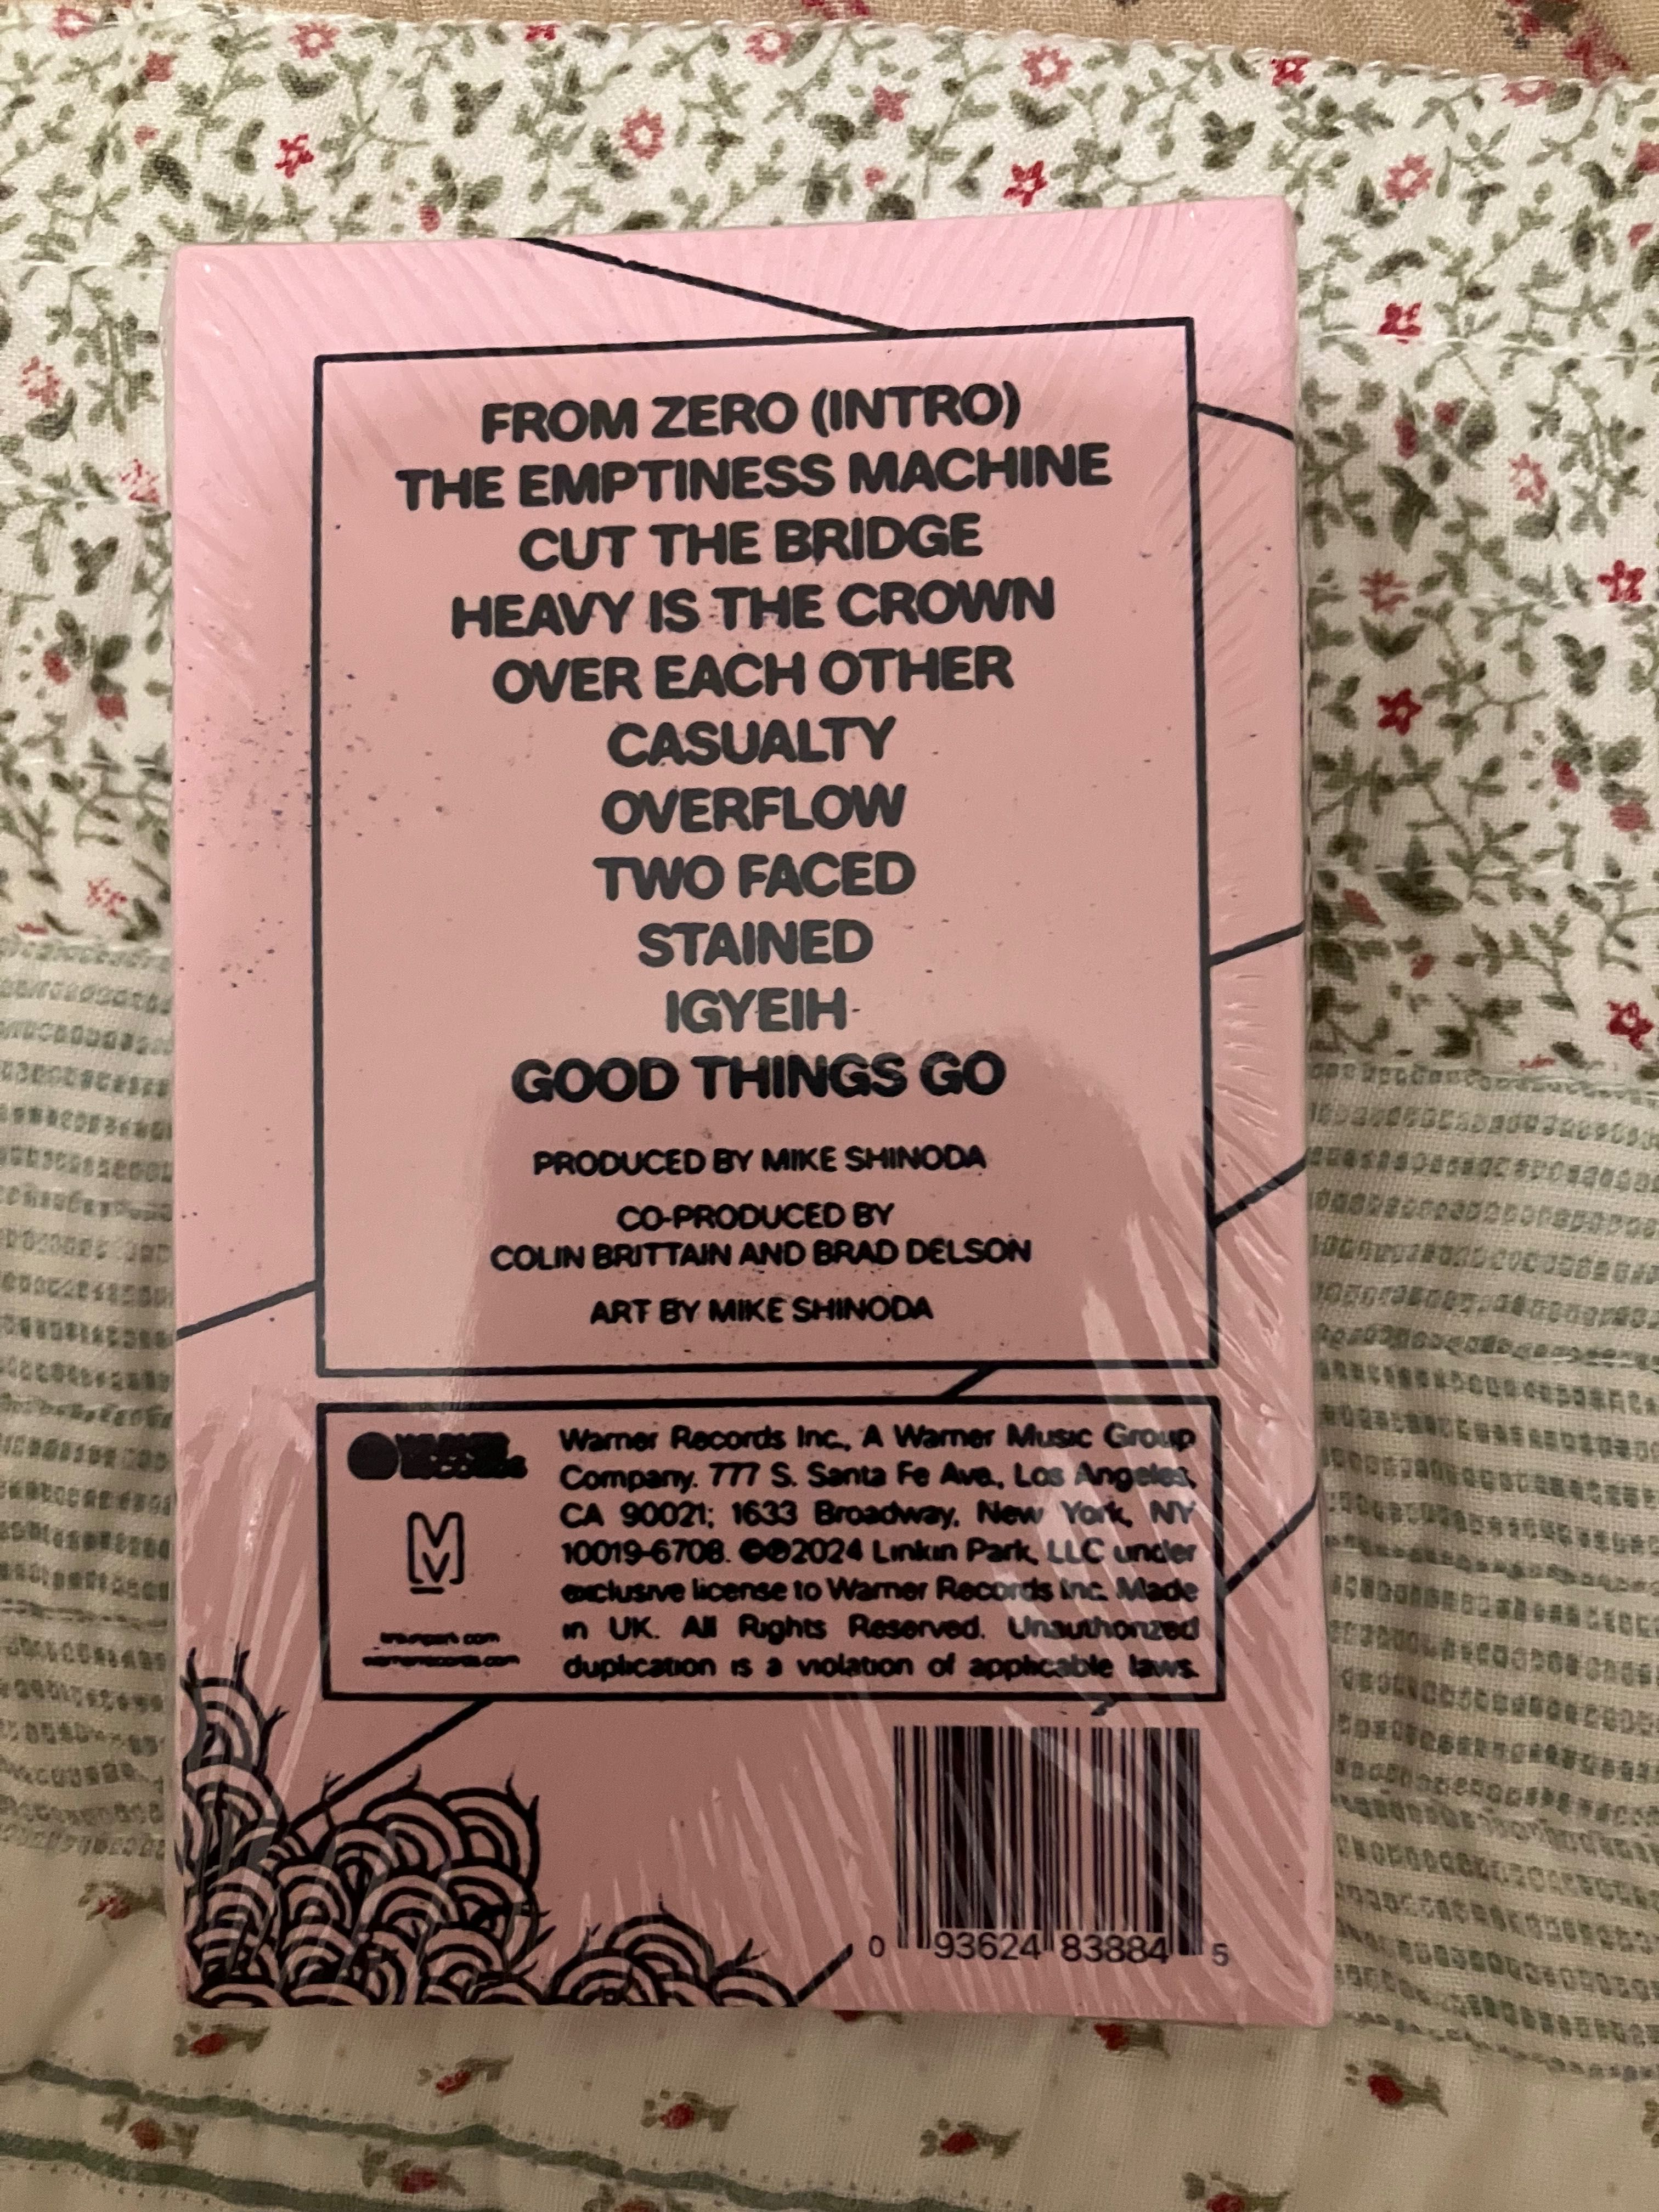 FROM ZERO (INTRO)
THE EMPTINESS MACHINE
CUT THE BRIDGE
HEAVY IS THE CROWN
OVER EACH OTHER
CASUALTY
OVERFLOW
TWO FACED
STAINED
IGYEIH
GOOD THINGS GO
PRODUCED BY MIKE SHINODA
CO-PRODUCED BY
COLIN BRITTAIN AND BRAD DELSON
ART BY MIKE SHINODA
WARNER
RECORDS
warnerrecords.com
Warner Records Inc., A Warner Music Group
Company. 777 S. Santa Fe Ave., Los Angeles,
CA 90021; 1633 Broadway, New York, NY
10019-6708. ©℗2024 Linkin Park, LLC under
exclusive license to Warner Records Inc. Made
in UK. All Rights Reserved. Unauthorized
duplication is a violation of applicable laws.
0 93624 83884 5